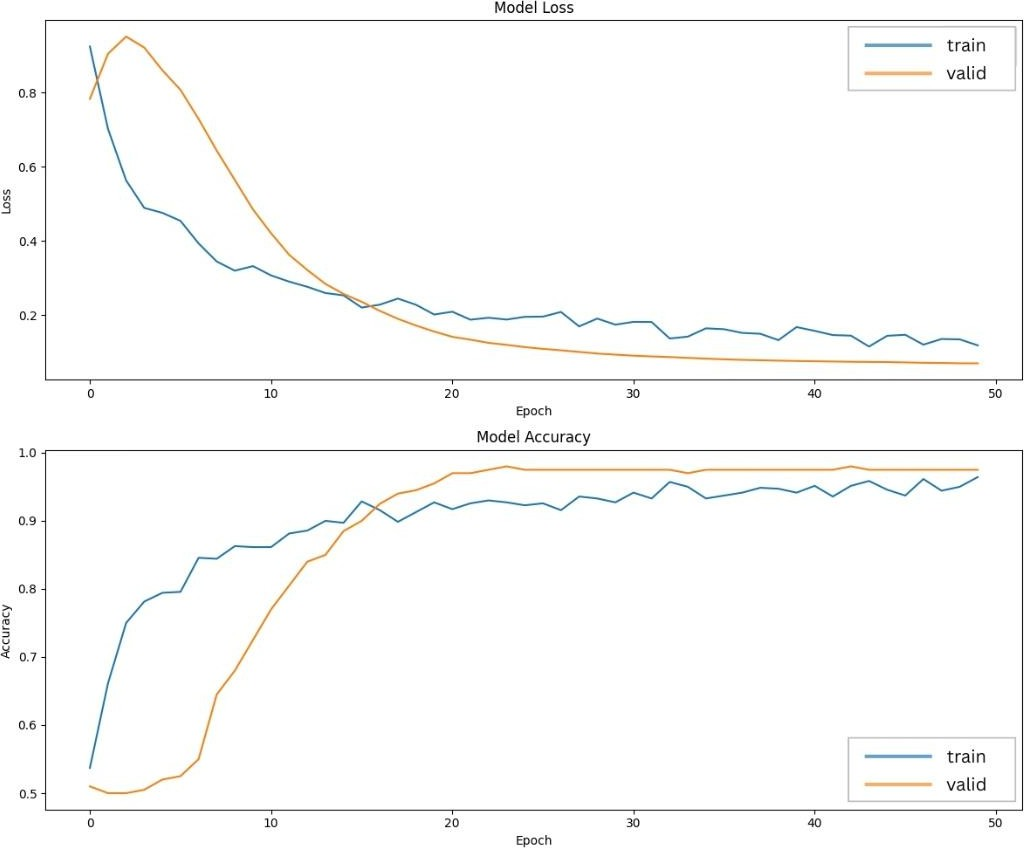 Model Loss
train
valid
0.8
0.6
0.4
0.2
Loss
0 10 20 30 40 50
Epoch
Model Accuracy
1.0
0.9
0.8
0.7
0.6
0.5
Accuracy
train
valid
0 10 20 30 40 50
Epoch